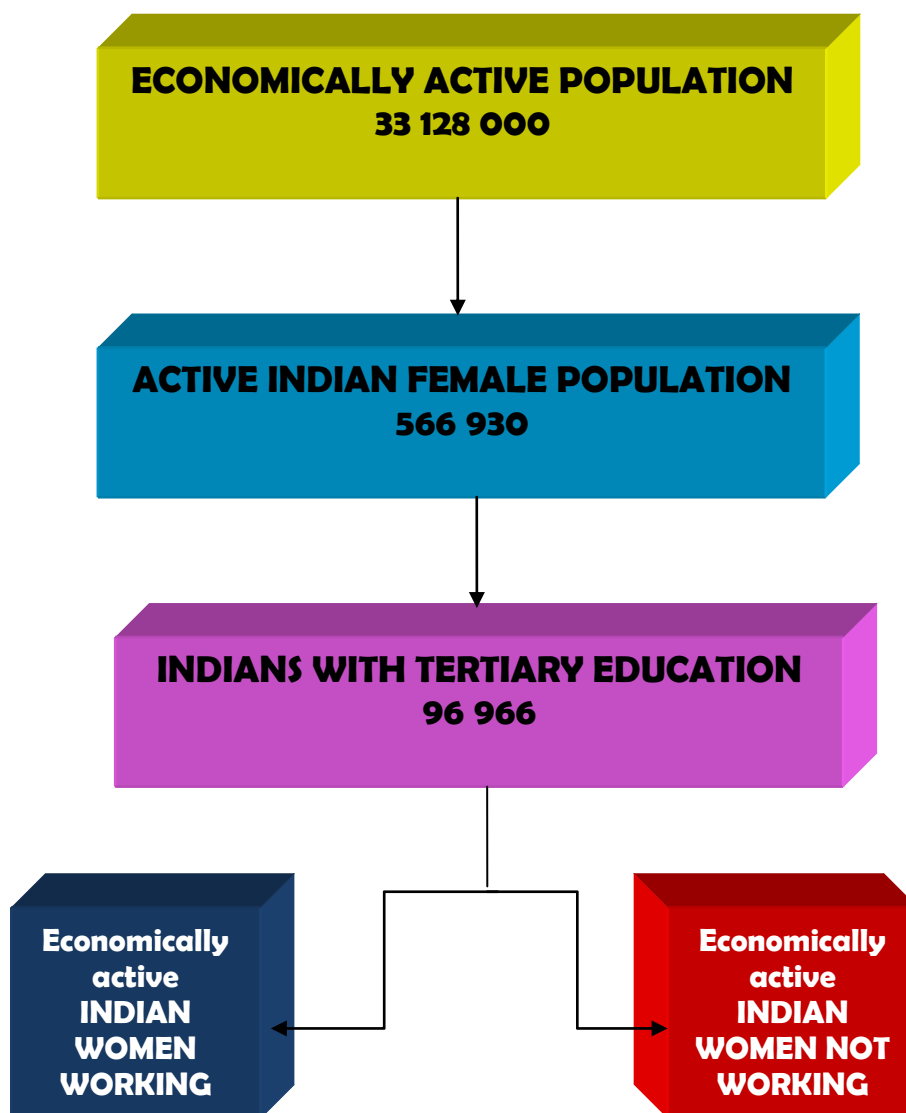 ECONOMICALLY ACTIVE POPULATION
33 128 000
ACTIVE INDIAN FEMALE POPULATION
566 930
INDIANS WITH TERTIARY EDUCATION
96 966
Economically
active
INDIAN
WOMEN
WORKING
Economically
active
INDIAN
WOMEN NOT
WORKING